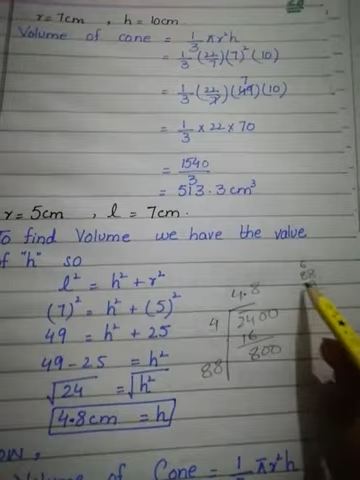 r = 7cm , h = 10cm
Volume of cone = 1/3 πr²h
= 1/3 (22/7) (7)² (10)
= 1/3 (22/7) (49) (10)
7
= 1/3 × 22 × 70
= 1540/3
= 513.3 cm³
r = 5cm , l = 7cm.
To find Volume we have the value
of "h" so
l² = h² + r²
(7)² = h² + (5)²
49 = h² + 25
49 - 25 = h²
√24 = √h²
4.8cm = h
4.8
4 2400
16
88 800
Volume of Cone = 1/3 πr²h